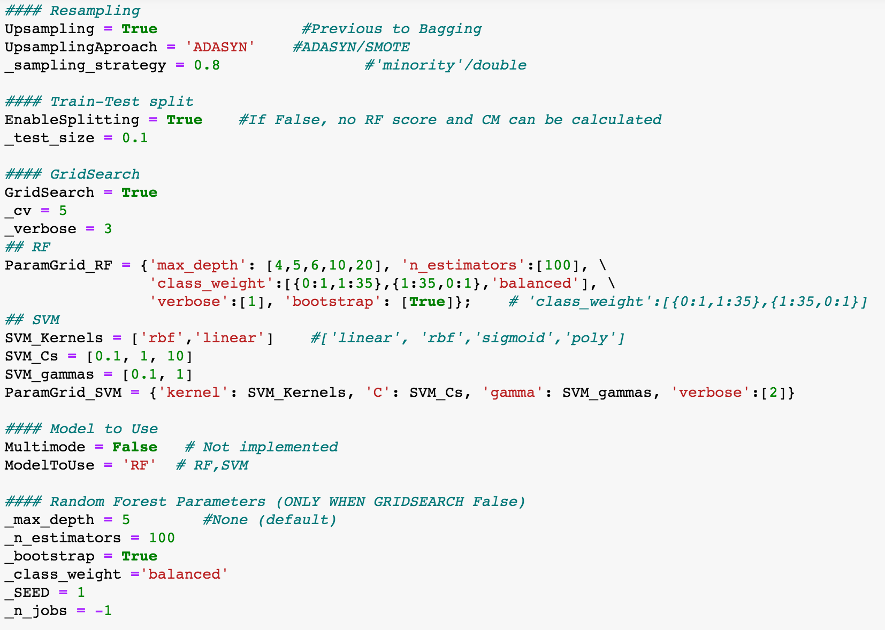 #### Resampling
Upsampling = True                #Previous to Bagging
UpsamplingAproach = 'ADASYN'    #ADASYN/SMOTE
_sampling_strategy = 0.8                #'minority'/double
#### Train-Test split
EnableSplitting = True    #If False, no RF score and CM can be calculated
_test_size = 0.1
#### GridSearch
GridSearch = True
_cv = 5
_verbose = 3
## RF
ParamGrid_RF = {'max_depth': [4,5,6,10,20], 'n_estimators':[100], \
                'class_weight':[{0:1,1:35},{1:35,0:1},'balanced'], \
                'verbose':[1], 'bootstrap': [True]};    # 'class_weight':[{0:1,1:35},{1:35,0:1}]
## SVM
SVM_Kernels = ['rbf','linear']    #['linear', 'rbf','sigmoid','poly']
SVM_Cs = [0.1, 1, 10]
SVM_gammas = [0.1, 1]
ParamGrid_SVM = {'kernel': SVM_Kernels, 'C': SVM_Cs, 'gamma': SVM_gammas, 'verbose':[2]}
#### Model to Use
Multimode = False   # Not implemented
ModelToUse = 'RF'  # RF,SVM
#### Random Forest Parameters (ONLY WHEN GRIDSEARCH False)
_max_depth = 5        #None (default)
_n_estimators = 100
_bootstrap = True
_class_weight ='balanced'
_SEED = 1
_n_jobs = -1